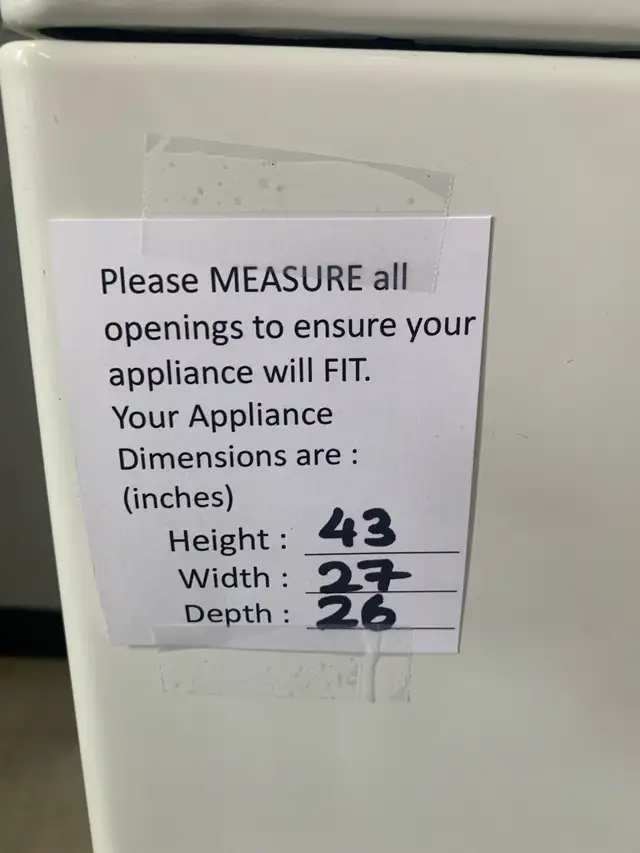 Please MEASURE all
openings to ensure your
appliance will FIT.
Your Appliance
Dimensions are :
(inches)
Height : 43
Width : 27
Depth : 26